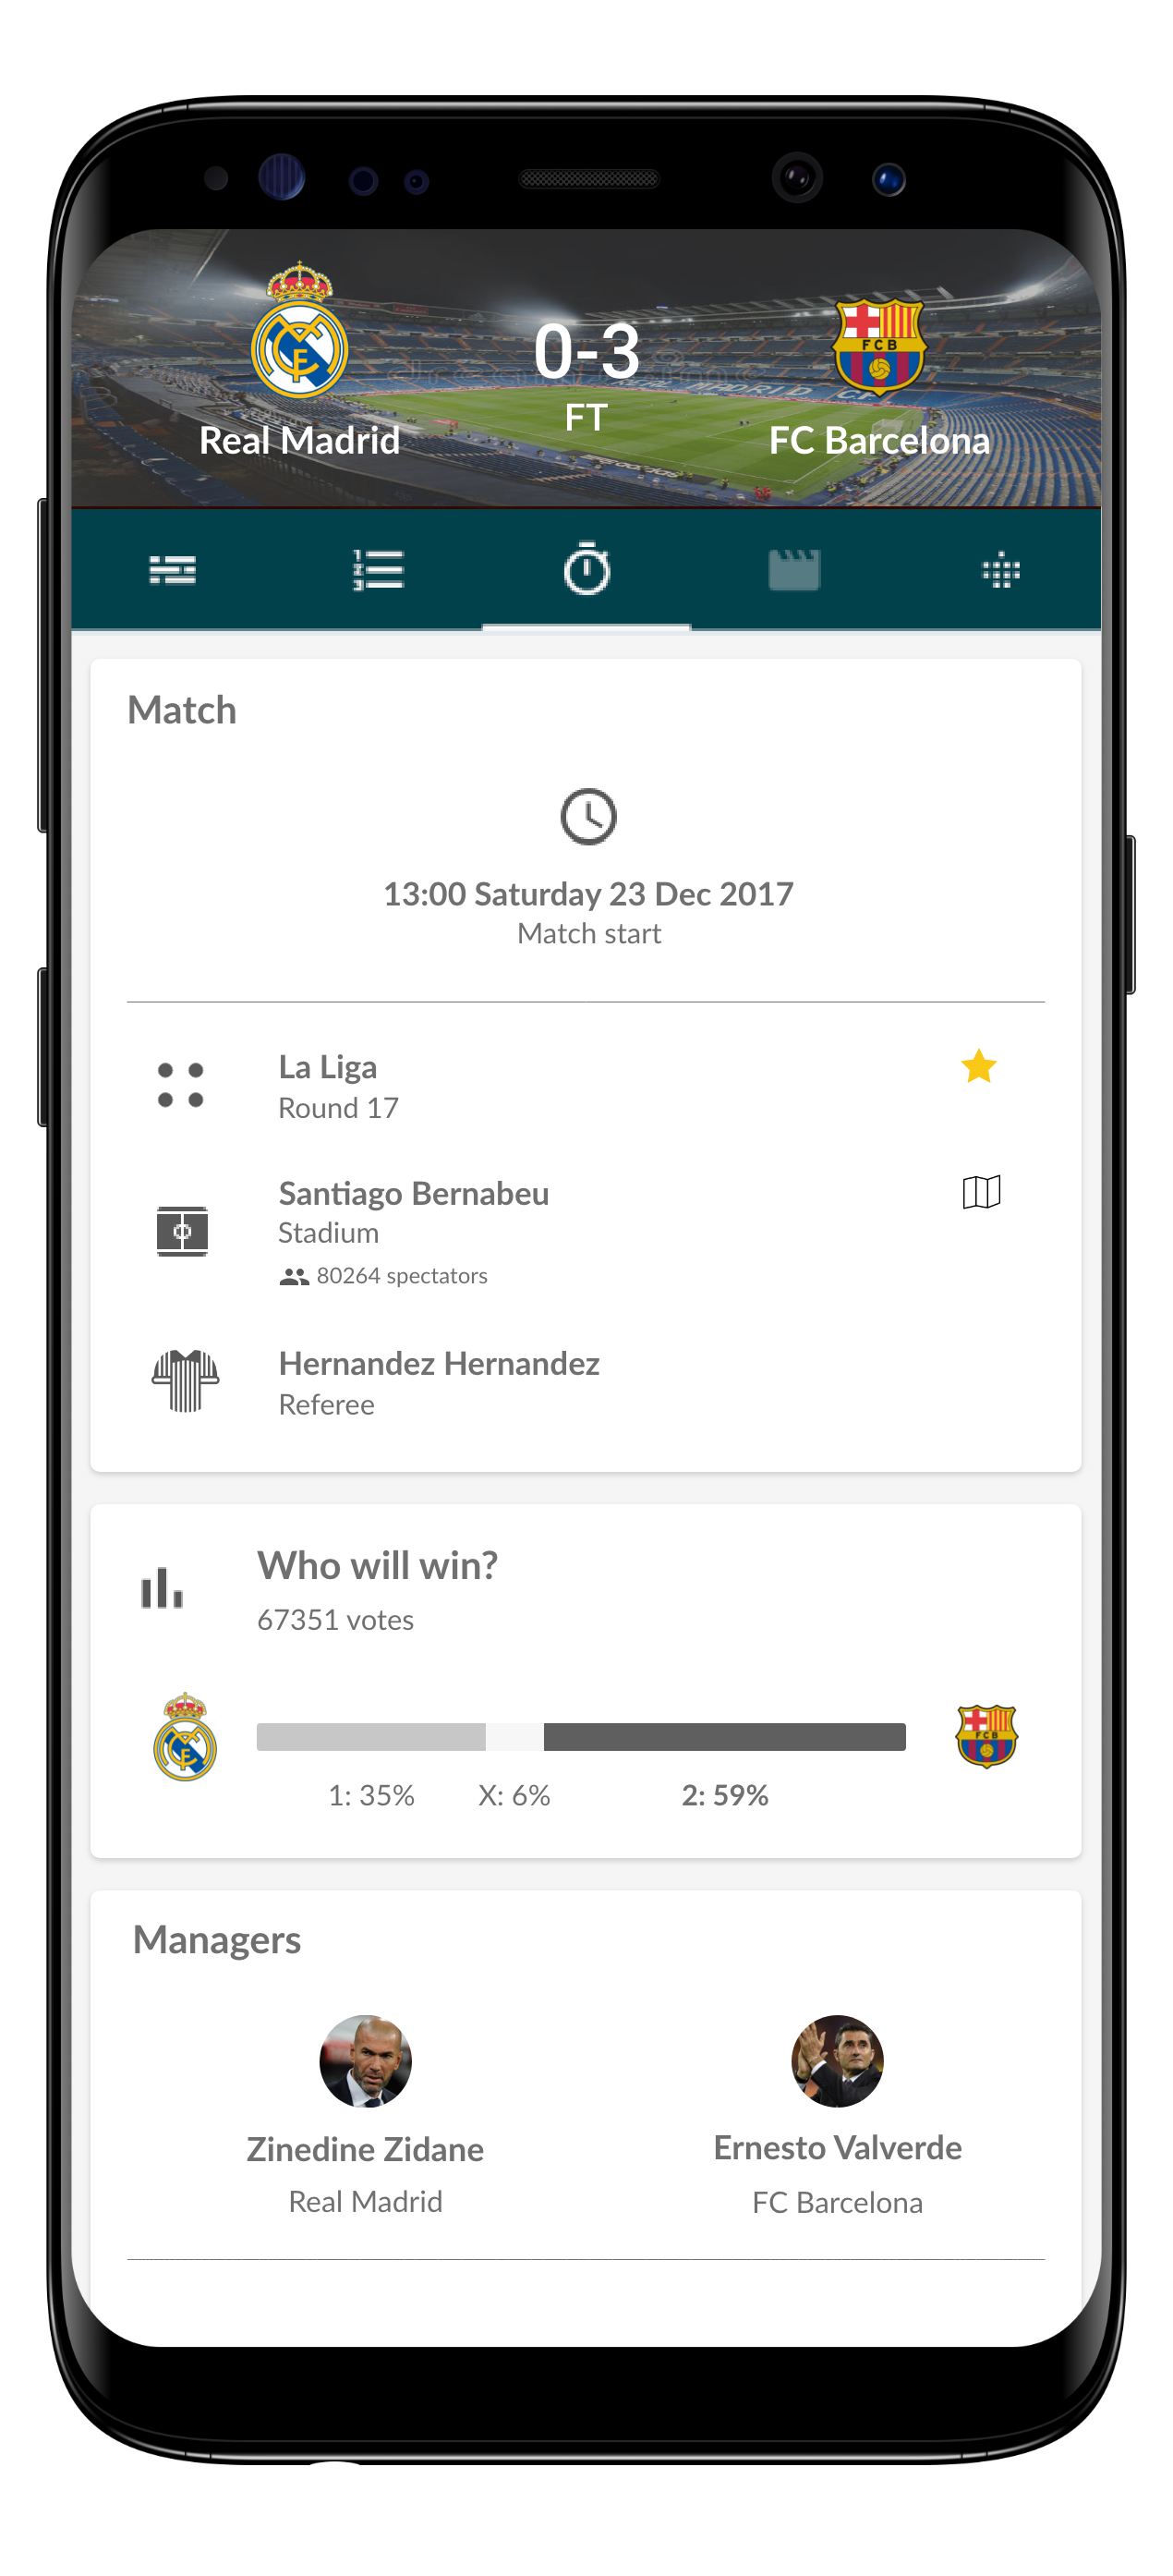 0-3
FT
Real Madrid
FC Barcelona
Match
13:00 Saturday 23 Dec 2017
Match start
La Liga
Round 17
Santiago Bernabeu
Stadium
80264 spectators
Hernandez Hernandez
Referee
Who will win?
67351 votes
1: 35%
X: 6%
2: 59%
Managers
Zinedine Zidane
Ernesto Valverde
Real Madrid
FC Barcelona